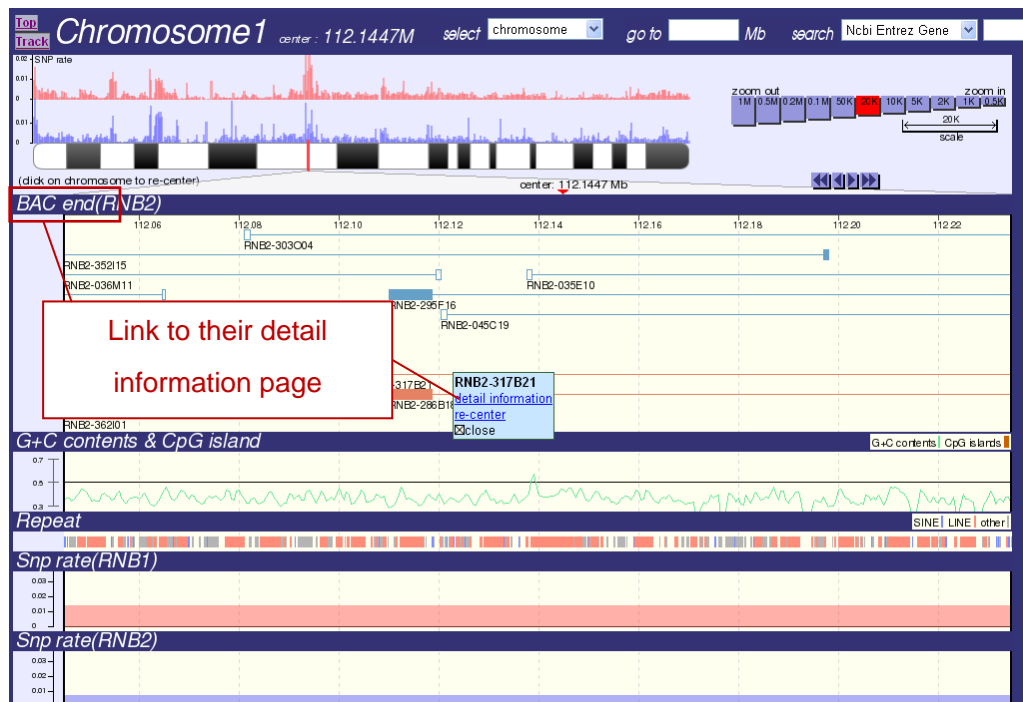 Top
Track
Chromosome1 center : 112.1447M select chromosome go to Mb search Ncbi Entrez Gene
0.02 SNP rate
0.01
0
0.01
0
zoom out zoom in
1M 0.5M 0.2M 0.1M 50K 20K 10K 5K 2K 1K 0.5K
20K
scale
(click on chromosome to re-center)
center: 112.1447 Mb
BAC end(RNB2)
112.06 112.08 112.10 112.12 112.14 112.16 112.18 112.20 112.22
RNB2-303O04
RNB2-352I15
RNB2-036M11 RNB2-035E10
RNB2-295F16
RNB2-045C19
Link to their detail
information page
-317B21
RNB2-286B18
RNB2-317B21
detail information
re-center
close
RNB2-362I01
G+C contents & CpG island G+C contents CpG islands
0.7
0.5
0.3
Repeat SINE LINE other
Snp rate(RNB1)
0.03
0.02
0.01
0
Snp rate(RNB2)
0.03
0.02
0.01